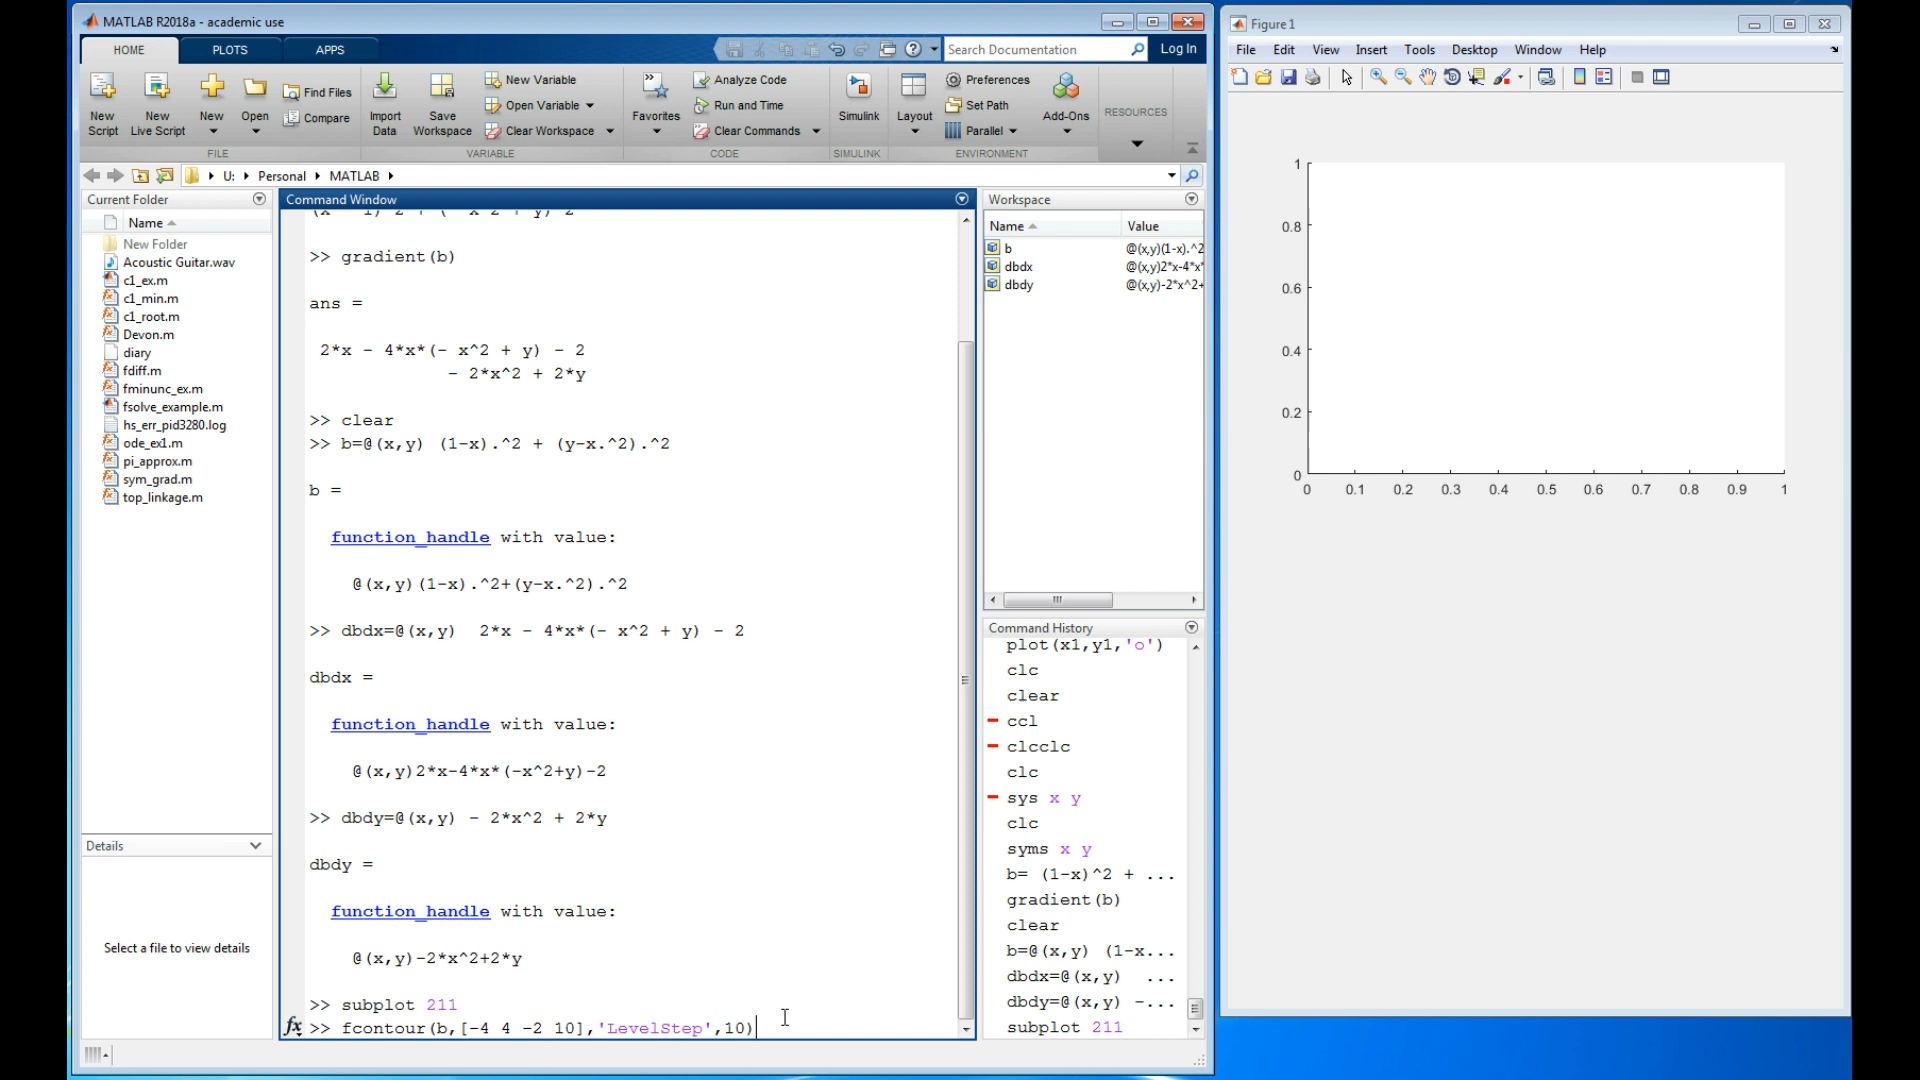 MATLAB R2018a - academic use
HOME PLOTS APPS
Search Documentation
Log In
New Script
New Live Script
New
Open
Find Files
Compare
Import Data
Save Workspace
New Variable
Open Variable
Clear Workspace
Favorites
Analyze Code
Run and Time
Clear Commands
Simulink
Layout
Preferences
Set Path
Parallel
Add-Ons
RESOURCES
FILE
VARIABLE
CODE
SIMULINK
ENVIRONMENT
U: Personal MATLAB
Current Folder
Name
New Folder
Acoustic Guitar.wav
c1_ex.m
c1_min.m
c1_root.m
Devon.m
diary
fdiff.m
fminunc_ex.m
fsolve_example.m
hs_err_pid3280.log
ode_ex1.m
pi_approx.m
sym_grad.m
top_linkage.m
Details
Select a file to view details
Command Window
>> gradient(b)
ans =
2*x - 4*x*(- x^2 + y) - 2
- 2*x^2 + 2*y
>> clear
>> b=@(x,y) (1-x).^2 + (y-x.^2).^2
b =
function_handle with value:
@(x,y)(1-x).^2+(y-x.^2).^2
>> dbdx=@(x,y)  2*x - 4*x*(- x^2 + y) - 2
dbdx =
function_handle with value:
@(x,y)2*x-4*x*(-x^2+y)-2
>> dbdy=@(x,y) - 2*x^2 + 2*y
dbdy =
function_handle with value:
@(x,y)-2*x^2+2*y
>> subplot 211
fx >> fcontour(b,[-4 4 -2 10],'LevelStep',10)
Workspace
Name Value
b @(x,y)(1-x).^2
dbdx @(x,y)2*x-4*x*
dbdy @(x,y)-2*x^2+
Command History
plot(x1,y1,'o')
clc
clear
ccl
clcclc
clc
sys x y
clc
syms x y
b= (1-x)^2 + ...
gradient(b)
clear
b=@(x,y) (1-x...
dbdx=@(x,y) ...
dbdy=@(x,y) -...
subplot 211
Figure 1
File Edit View Insert Tools Desktop Window Help
1
0.8
0.6
0.4
0.2
0
0 0.1 0.2 0.3 0.4 0.5 0.6 0.7 0.8 0.9 1